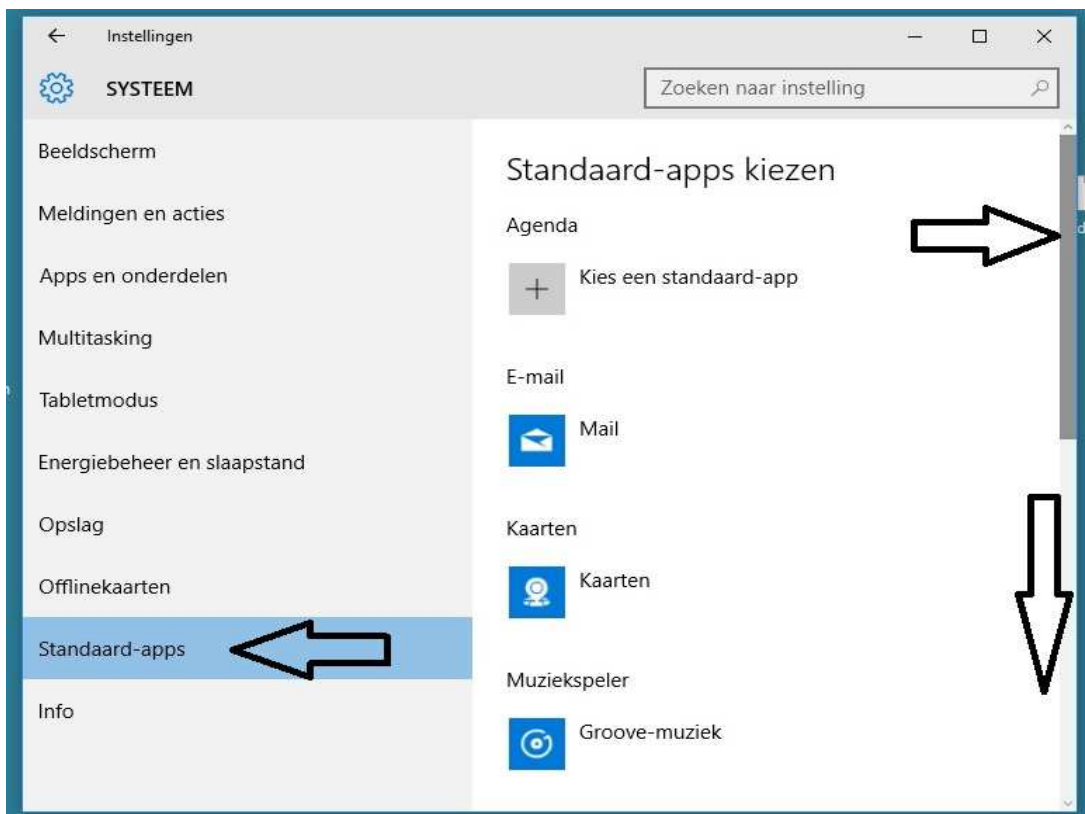 Instellingen
SYSTEEM
Zoeken naar instelling
Beeldscherm
Meldingen en acties
Apps en onderdelen
Multitasking
Tabletmodus
Energiebeheer en slaapstand
Opslag
Offlinekaarten
Standaard-apps
Info
Standaard-apps kiezen
Agenda
Kies een standaard-app
E-mail
Mail
Kaarten
Kaarten
Muziekspeler
Groove-muziek